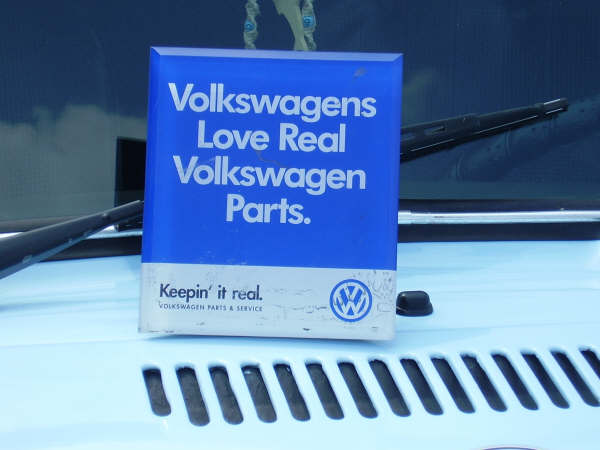 Volkswagens
Love Real
Volkswagen
Parts.
Keepin' it real.
VOLKSWAGEN PARTS & SERVICE
VW